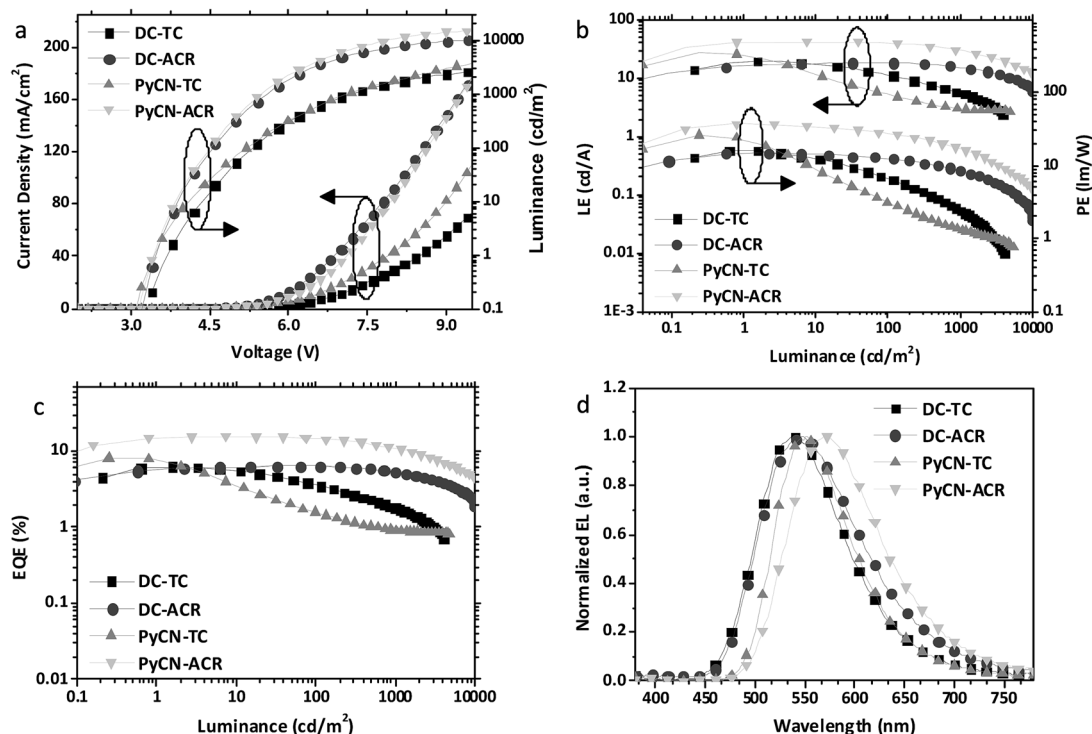 a
DC-TC
DC-ACR
PyCN-TC
PyCN-ACR
Current Density (mA/cm²)
200
160
120
80
40
0
3.0 4.5 6.0 7.5 9.0
Voltage (V)
10000
1000
100
10
1
0.1
Luminance (cd/m²)
b
LE (cd/A)
100
10
1
0.1
0.01
1E-3
DC-TC
DC-ACR
PyCN-TC
PyCN-ACR
0.1 1 10 100 1000 10000
Luminance (cd/m²)
100
10
1
0.1
PE (lm/W)
c
EQE (%)
10
1
0.1
0.01
DC-TC
DC-ACR
PyCN-TC
PyCN-ACR
0.1 1 10 100 1000 10000
Luminance (cd/m²)
d
DC-TC
DC-ACR
PyCN-TC
PyCN-ACR
Normalized EL (a.u.)
1.2
1.0
0.8
0.6
0.4
0.2
0.0
400 450 500 550 600 650 700 750
Wavelength (nm)